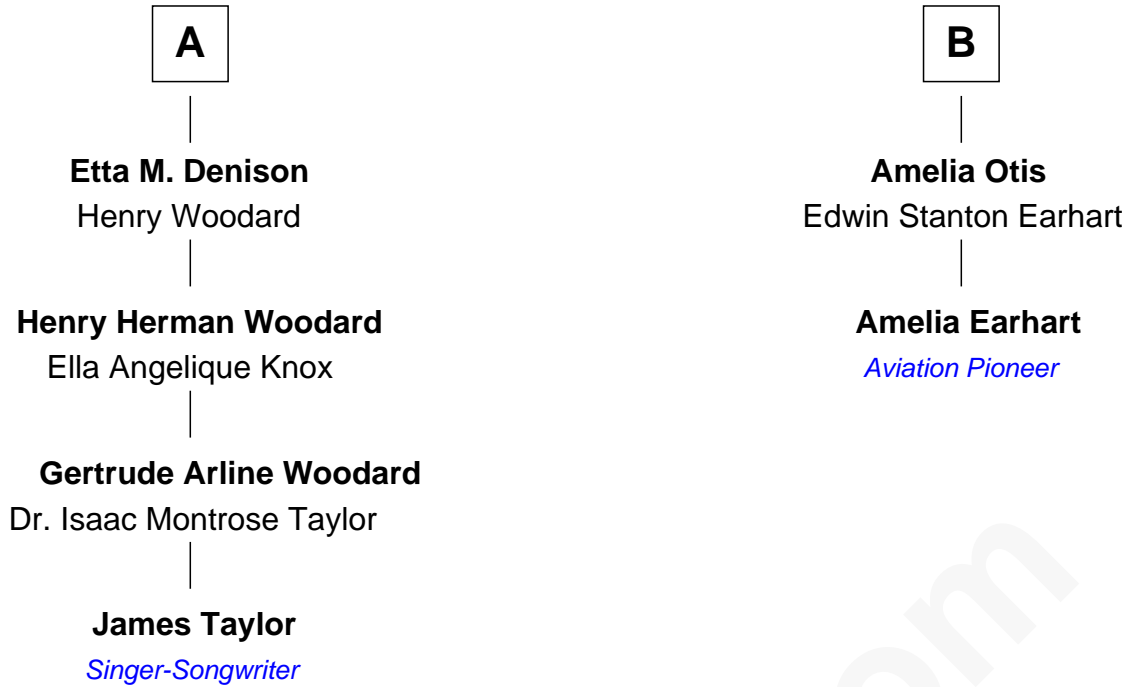 A
Etta M. Denison
Henry Woodard
Henry Herman Woodard
Ella Angelique Knox
Gertrude Arline Woodard
Dr. Isaac Montrose Taylor
James Taylor
Singer-Songwriter
B
Amelia Otis
Edwin Stanton Earhart
Amelia Earhart
Aviation Pioneer
om